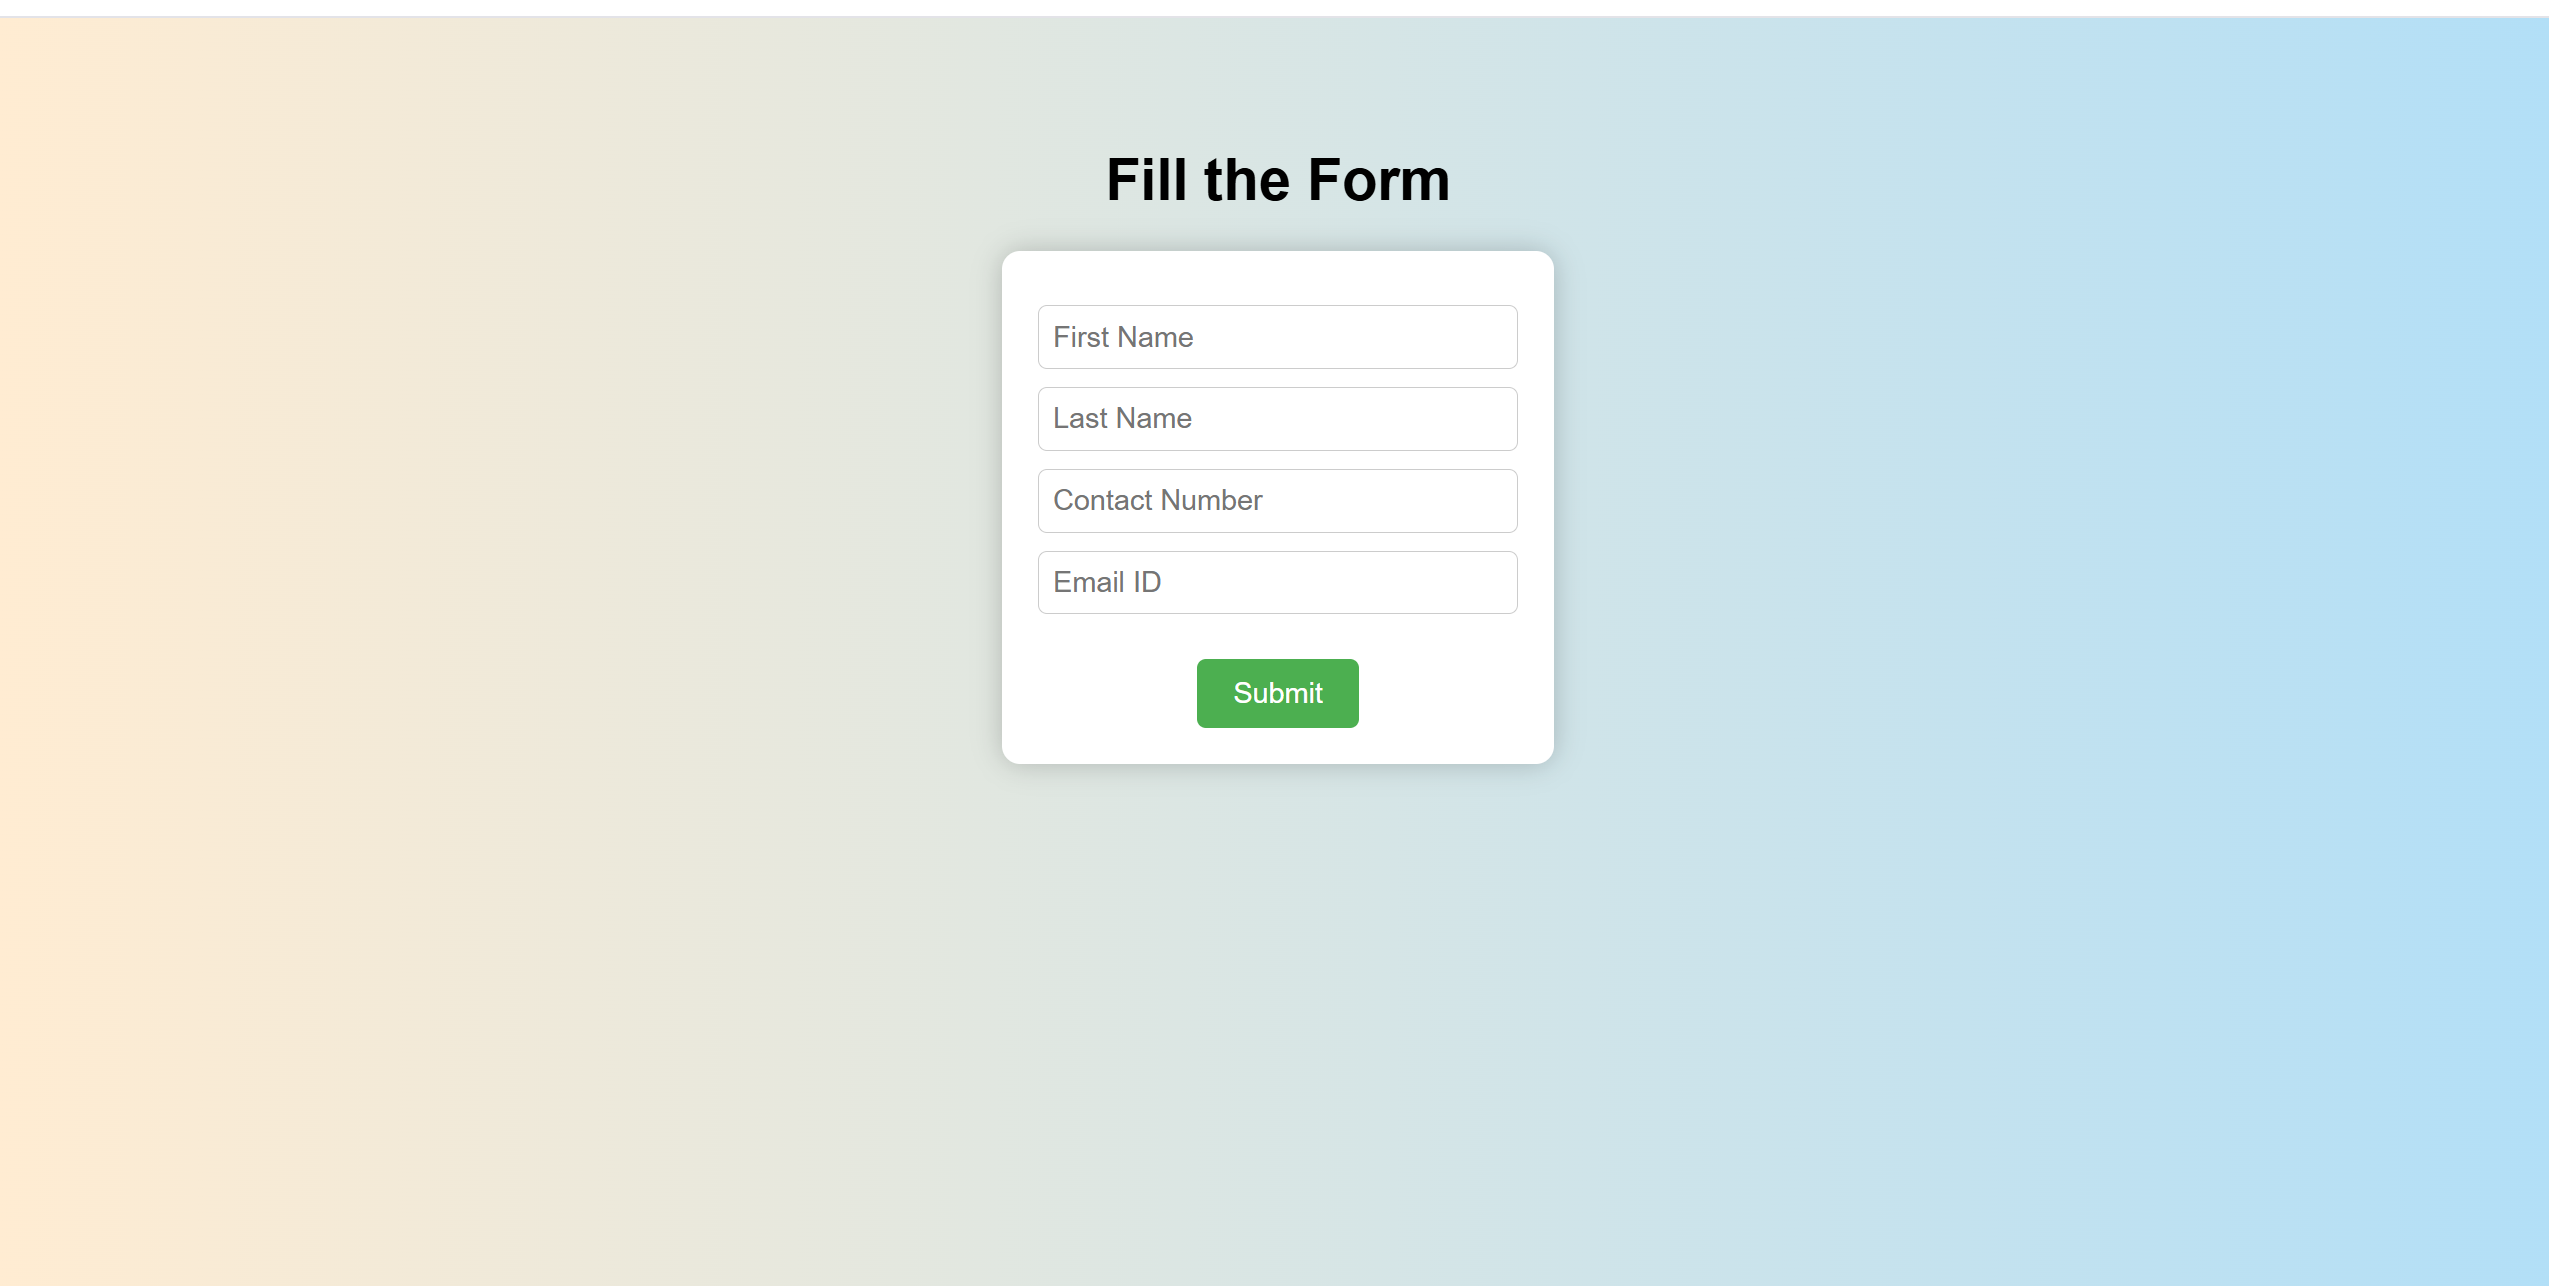 Fill the Form
First Name
Last Name
Contact Number
Email ID
Submit